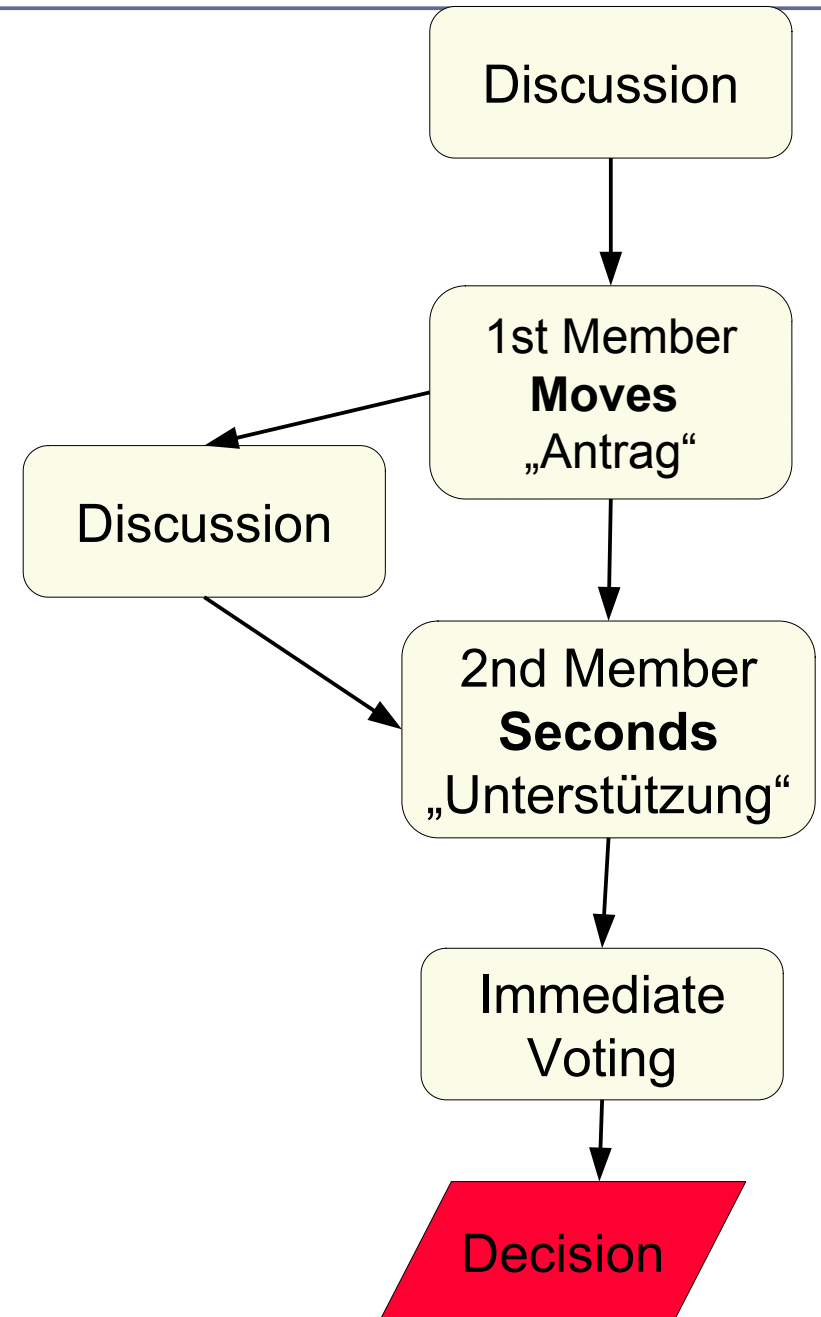 Discussion
1st Member
Moves
„Antrag“
Discussion
2nd Member
Seconds
„Unterstützung“
Immediate
Voting
Decision